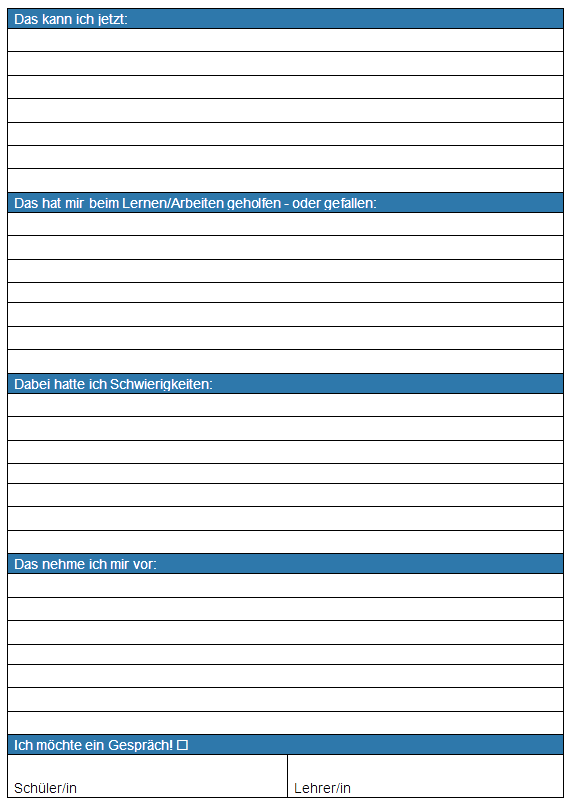 Das kann ich jetzt:
Das hat mir beim Lernen/Arbeiten geholfen - oder gefallen:
Dabei hatte ich Schwierigkeiten:
Das nehme ich mir vor:
Ich möchte ein Gespräch! ☐
Schüler/in
Lehrer/in